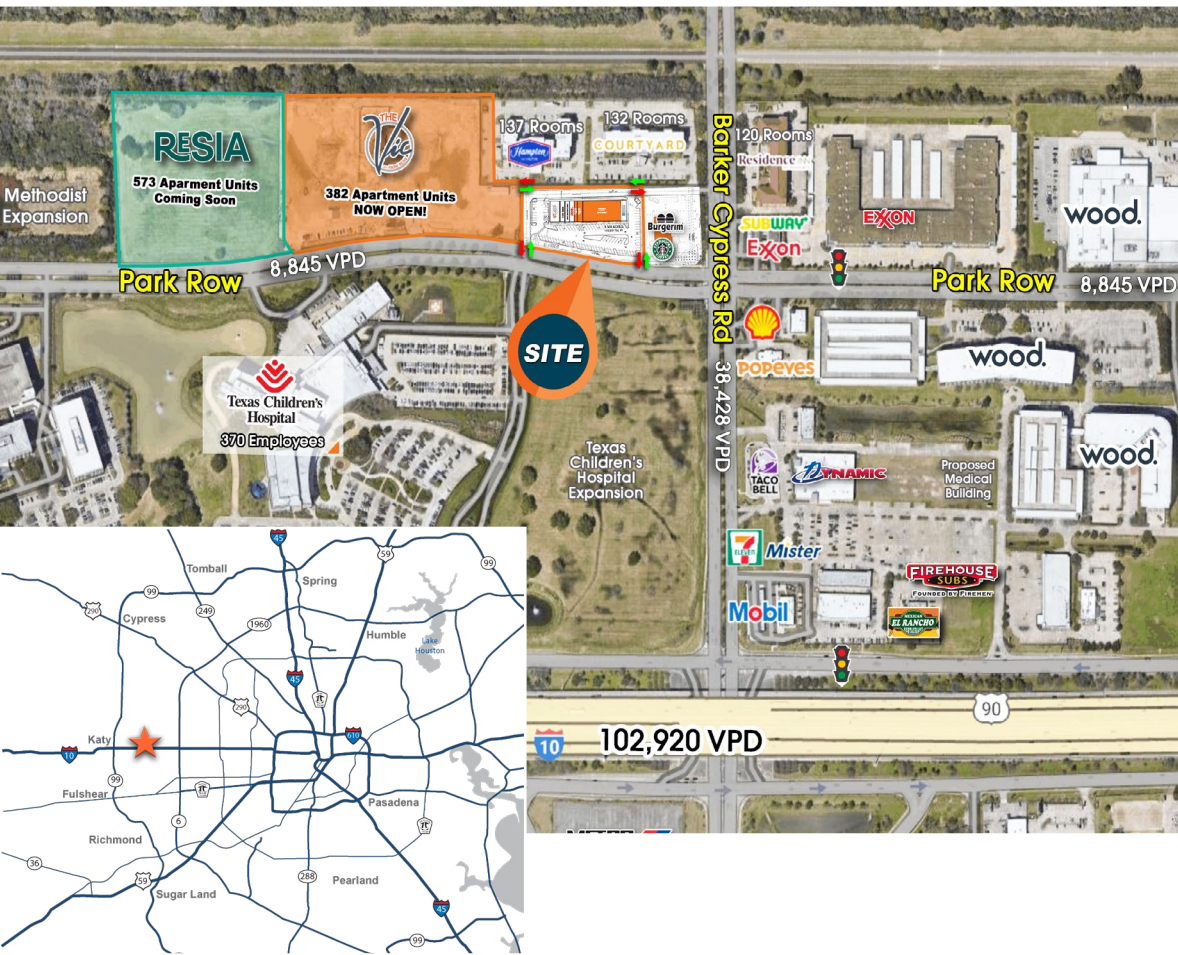 Methodist
Expansion
RESIA
573 Aparment Units
Coming Soon
THE
Vic
382 Apartment Units
NOW OPEN!
137 Rooms
Hampton
132 Rooms
COURTYARD
Burgerim
Barker Cypress Rd
38,428 VPD
120 Rooms
Residence INN
SUBWAY
EXXON
EXXON
wood.
Park Row
8,845 VPD
Park Row
8,845 VPD
SITE
POPEYES
wood.
Texas Children's
Hospital
370 Employees
Texas
Children's
Hospital
Expansion
TACO
BELL
DYNAMIC
Proposed
Medical
Building
wood.
7
ELEVEN
Mister
FIREHOUSE
SUBS
FOUNDED BY FIREMEN
Mobil
MEXICAN
EL RANCHO
90
10
102,920 VPD
45
59
99
Tomball
Spring
99
290
249
Cypress
1960
Humble
Lake
Houston
45
290
Katy
10
610
99
Fulshear
Pasadena
6
Richmond
36
59
288
Pearland
Sugar Land
45
99